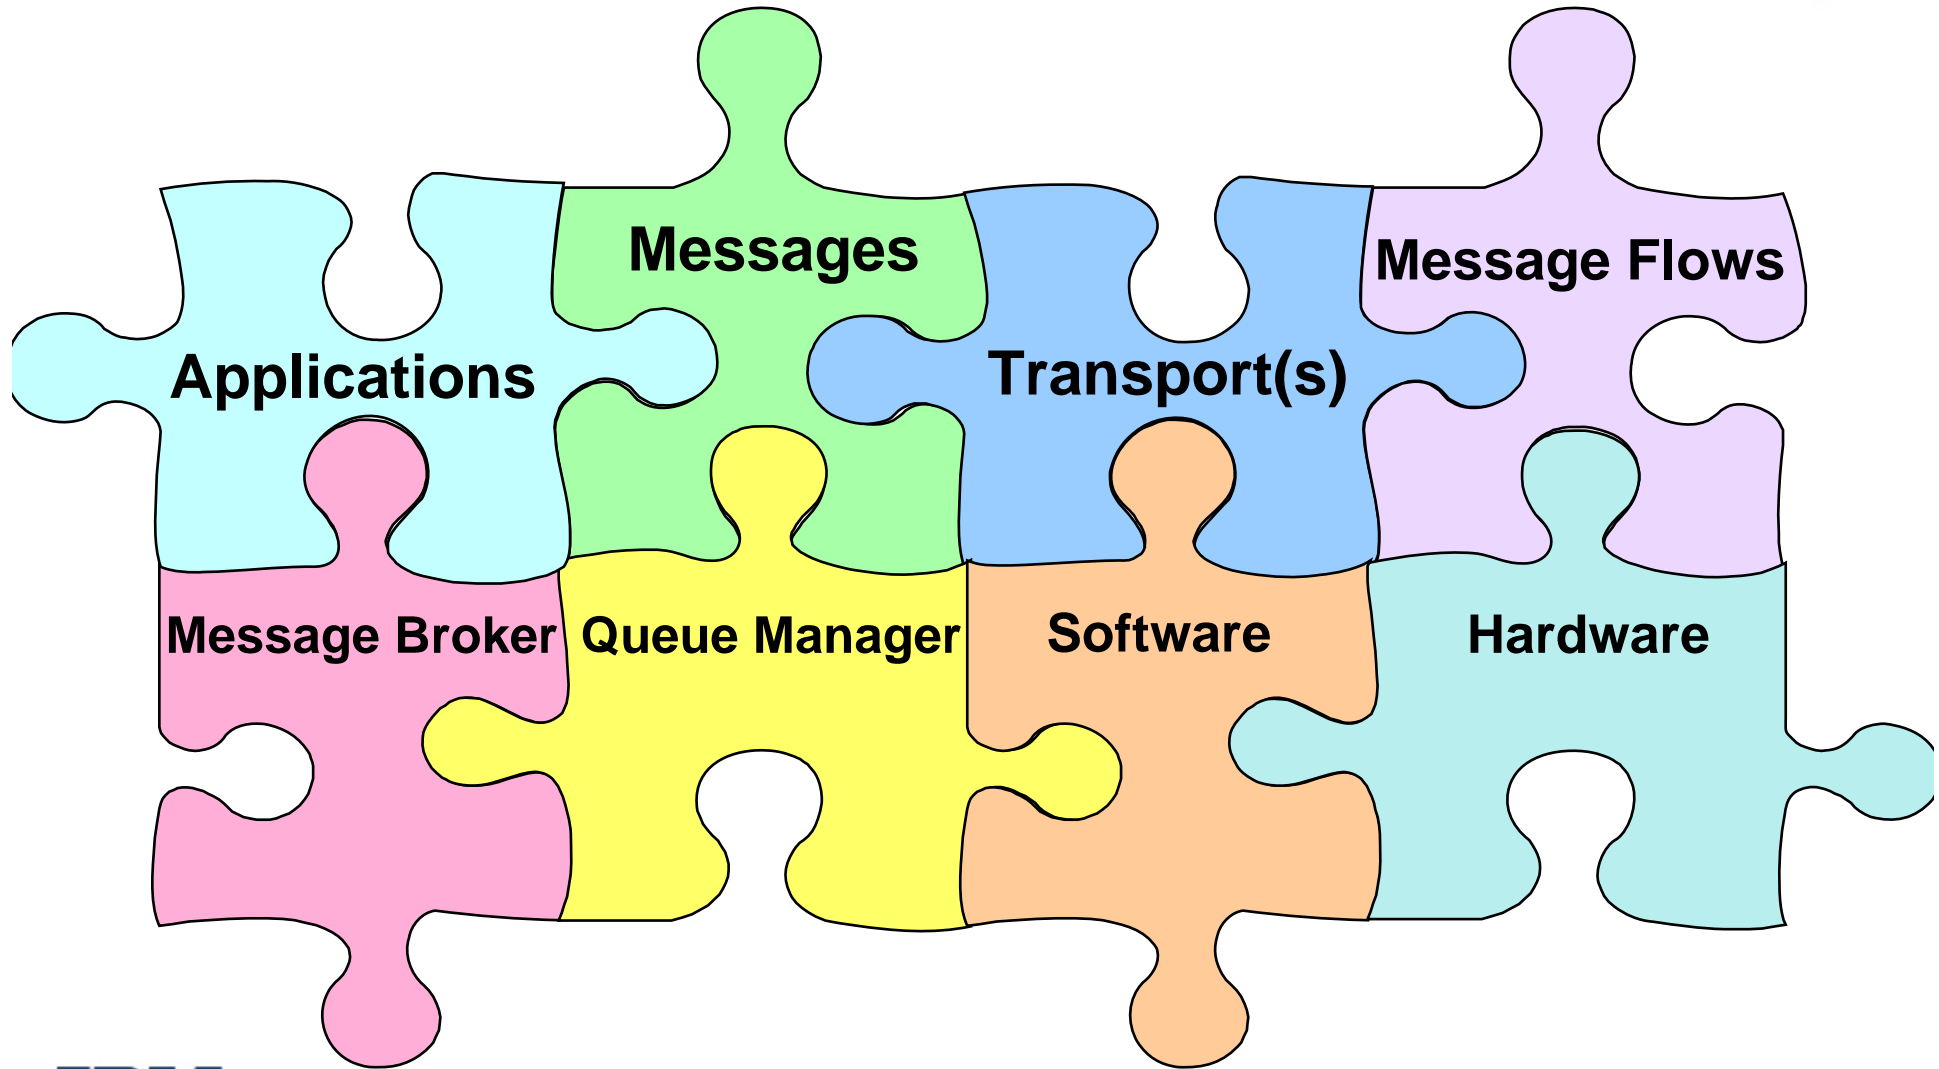 Messages
Message Flows
Applications
Transport(s)
Message Broker
Queue Manager
Software
Hardware